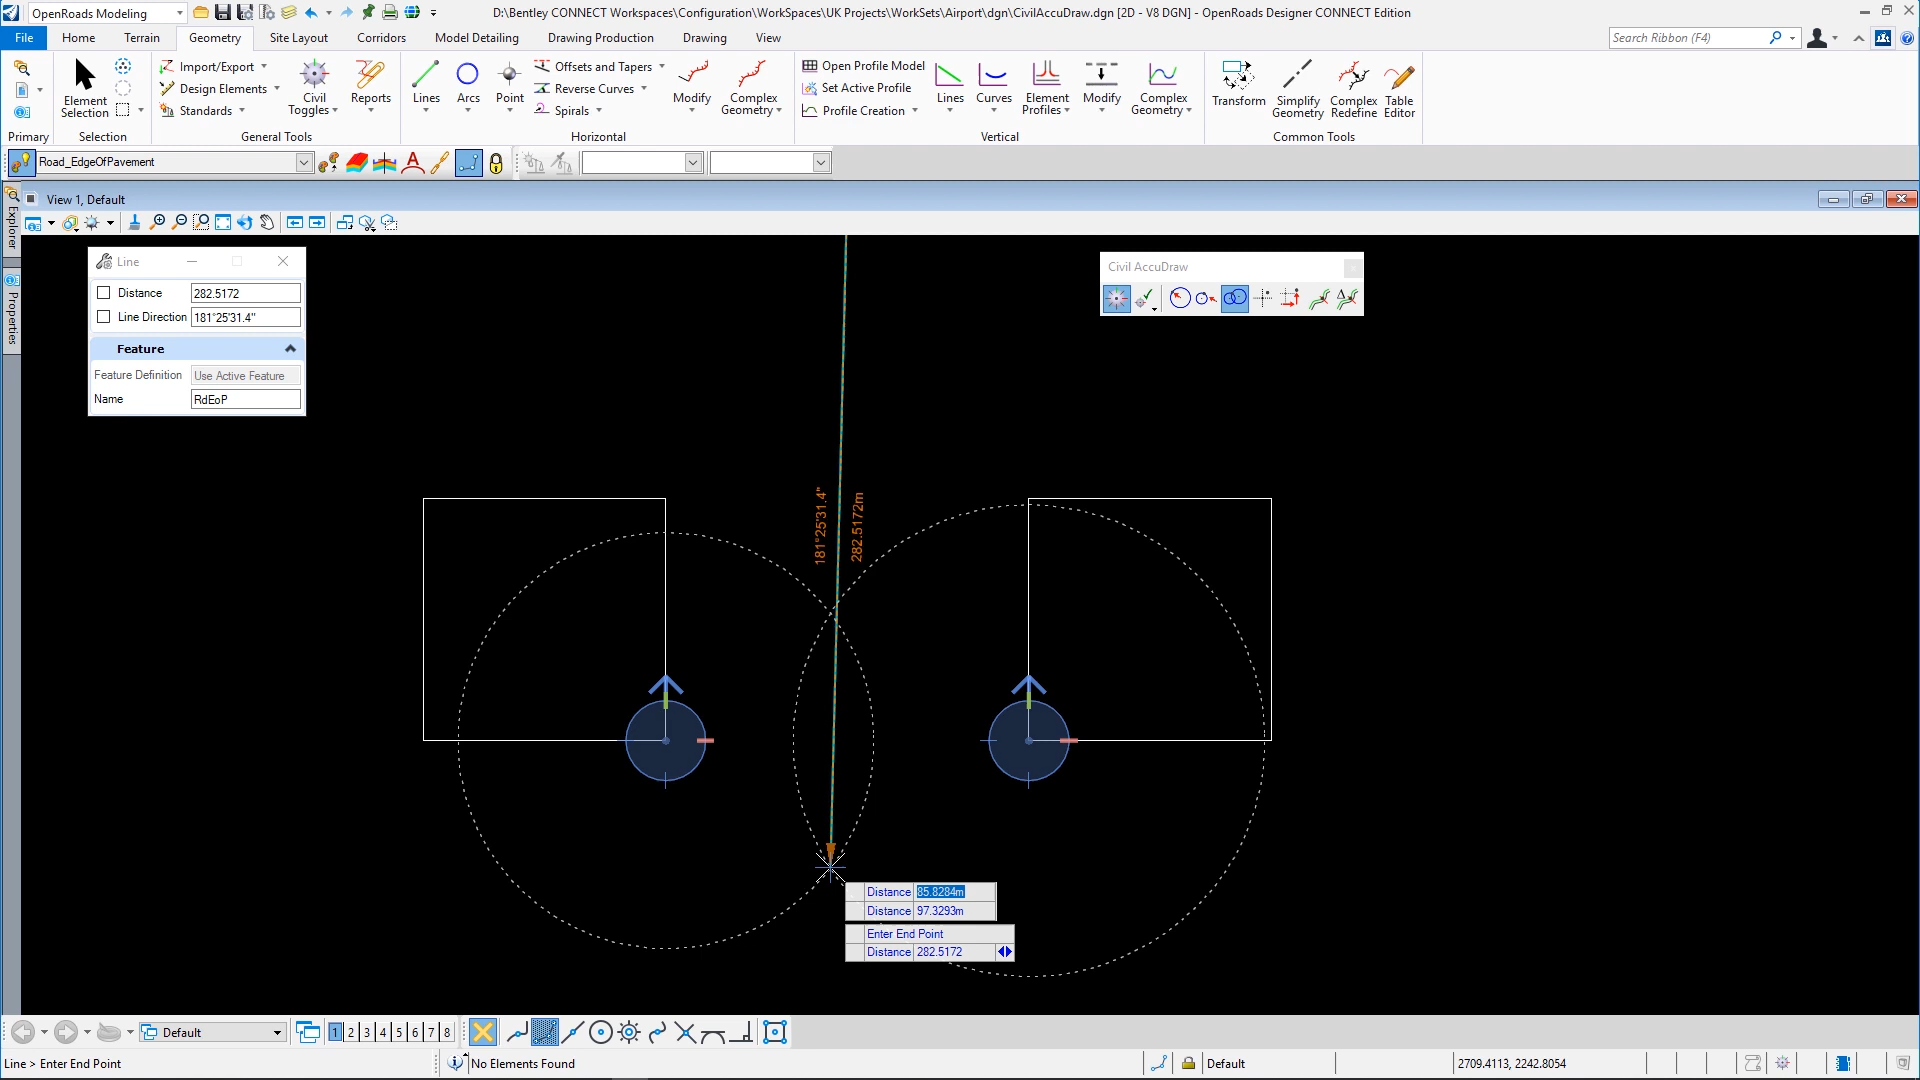 OpenRoads Modeling
D:\Bentley CONNECT Workspaces\Configuration\WorkSpaces\UK Projects\WorkSets\Airport\dgn\CivilAccuDraw.dgn [2D - V8 DGN] - OpenRoads Designer CONNECT Edition
File
Home
Terrain
Geometry
Site Layout
Corridors
Model Detailing
Drawing Production
Drawing
View
Search Ribbon (F4)
Primary
Element
Selection
Selection
Import/Export
Design Elements
Standards
Civil
Toggles
Reports
General Tools
Lines
Arcs
Point
Offsets and Tapers
Reverse Curves
Spirals
Modify
Complex
Geometry
Horizontal
Open Profile Model
Set Active Profile
Profile Creation
Lines
Curves
Element
Profiles
Modify
Complex
Geometry
Vertical
Transform
Simplify
Geometry
Complex
Redefine
Table
Editor
Common Tools
Road_EdgeOfPavement
View 1, Default
Explorer
Properties
Line
Distance 282.5172
Line Direction 181°25'31.4"
Feature
Feature Definition Use Active Feature
Name RdEoP
Civil AccuDraw
181°25'31.4"
282.5172m
Distance 85.8284m
Distance 97.3293m
Enter End Point
Distance 282.5172
Default
1 2 3 4 5 6 7 8
Line > Enter End Point
No Elements Found
Default
2709.4113, 2242.8054